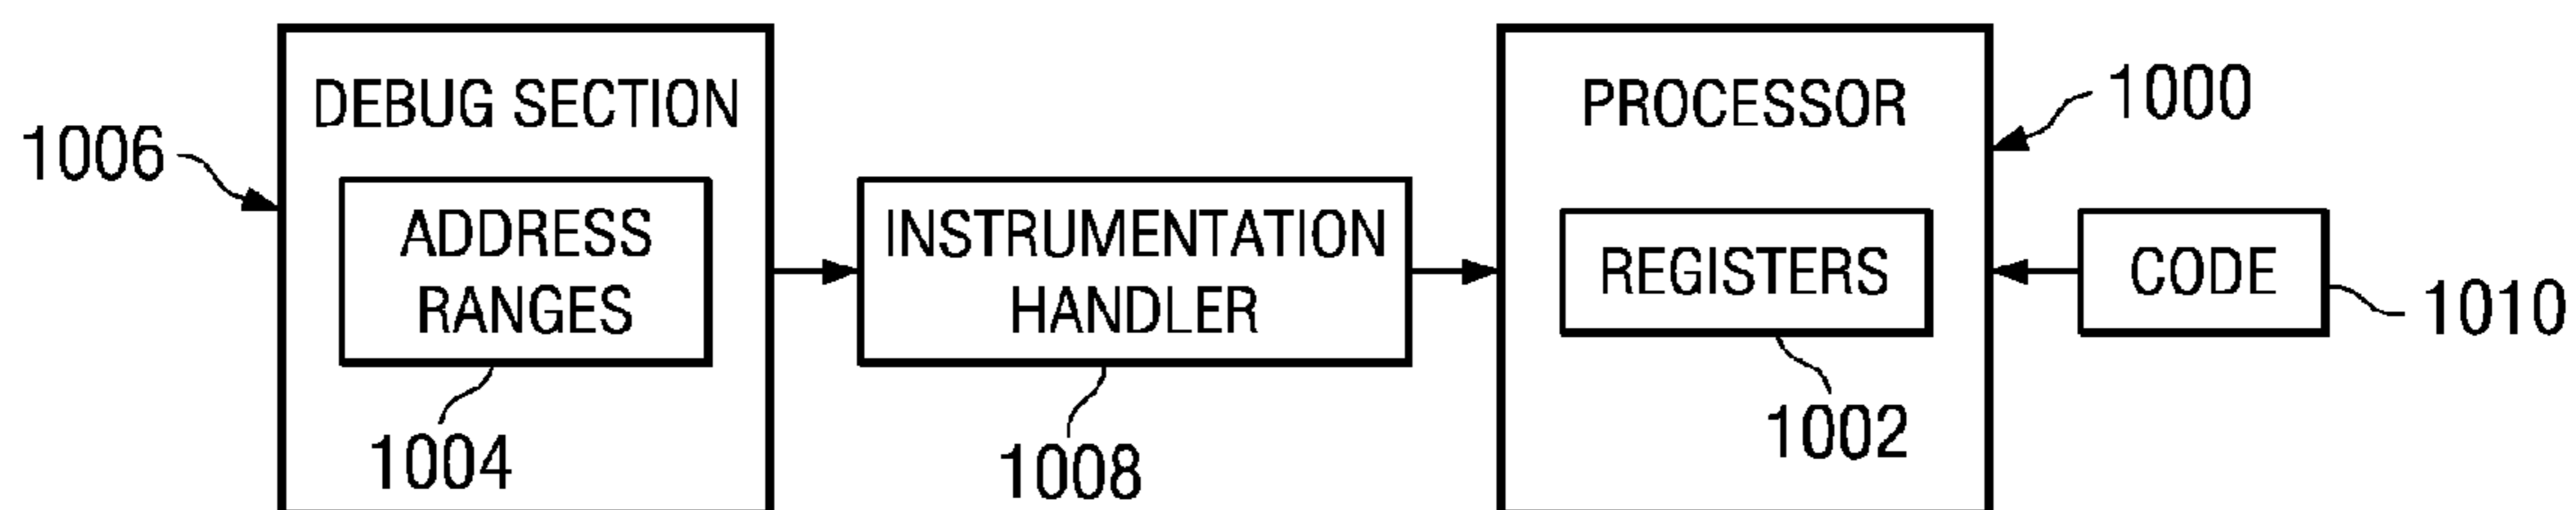 DEBUG SECTION
PROCESSOR
1000
1006
ADDRESS
RANGES
INSTRUMENTATION
HANDLER
REGISTERS
CODE
1010
1004
1008
1002